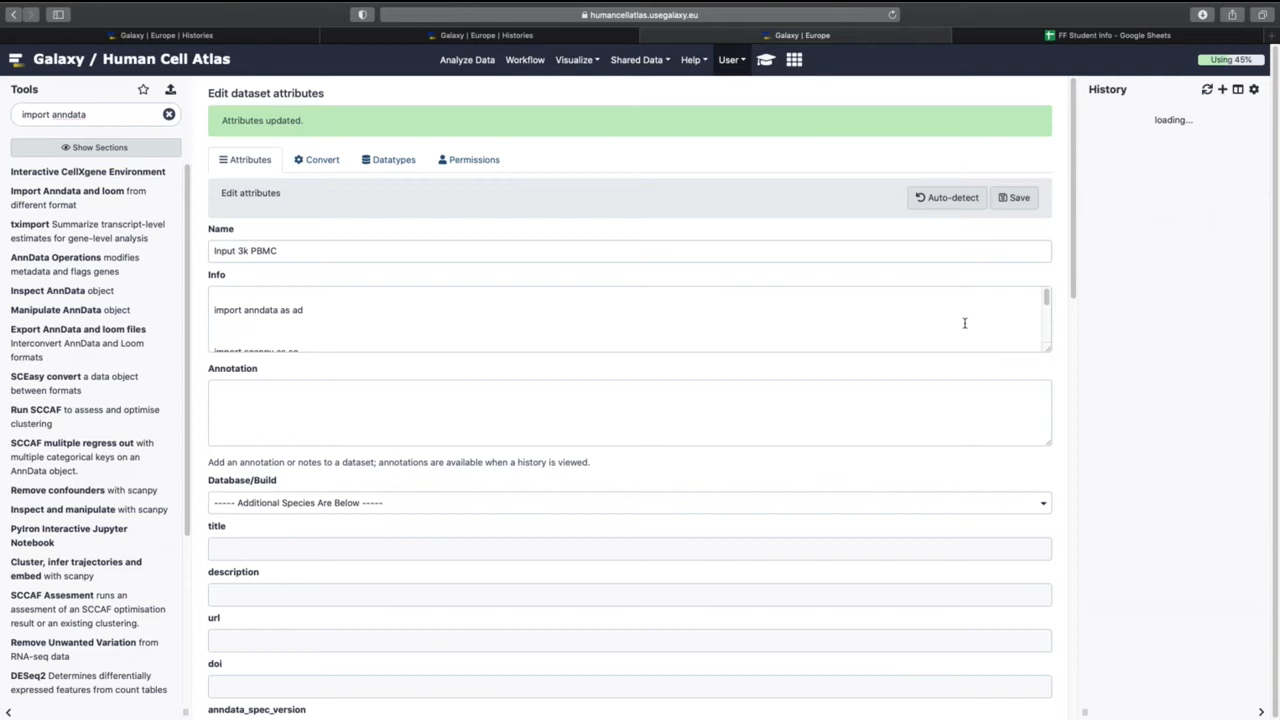 humancellatlas.usegalaxy.eu
Galaxy | Europe | Histories
Galaxy | Europe | Histories
Galaxy | Europe
FF Student Info - Google Sheets
Galaxy / Human Cell Atlas
Analyze Data
Workflow
Visualize
Shared Data
Help
User
Using 45%
Tools
import anndata
Show Sections
Interactive CellXgene Environment
Import Anndata and loom from
different format
tximport Summarize transcript-level
estimates for gene-level analysis
AnnData Operations modifies
metadata and flags genes
Inspect AnnData object
Manipulate AnnData object
Export AnnData and loom files
Interconvert AnnData and Loom
formats
SCEasy convert a data object
between formats
Run SCCAF to assess and optimise
clustering
SCCAF mulitple regress out with
multiple categorical keys on an
AnnData object.
Remove confounders with scanpy
Inspect and manipulate with scanpy
PyIron Interactive Jupyter
Notebook
Cluster, infer trajectories and
embed with scanpy
SCCAF Assesment runs an
assesment of an SCCAF optimisation
result or an existing clustering.
Remove Unwanted Variation from
RNA-seq data
DESeq2 Determines differentially
expressed features from count tables
Edit dataset attributes
Attributes updated.
Attributes
Convert
Datatypes
Permissions
Edit attributes
Auto-detect
Save
Name
Input 3k PBMC
Info
import anndata as ad
import scanpy as sc
Annotation
Add an annotation or notes to a dataset; annotations are available when a history is viewed.
Database/Build
----- Additional Species Are Below -----
title
description
url
doi
anndata_spec_version
History
loading...